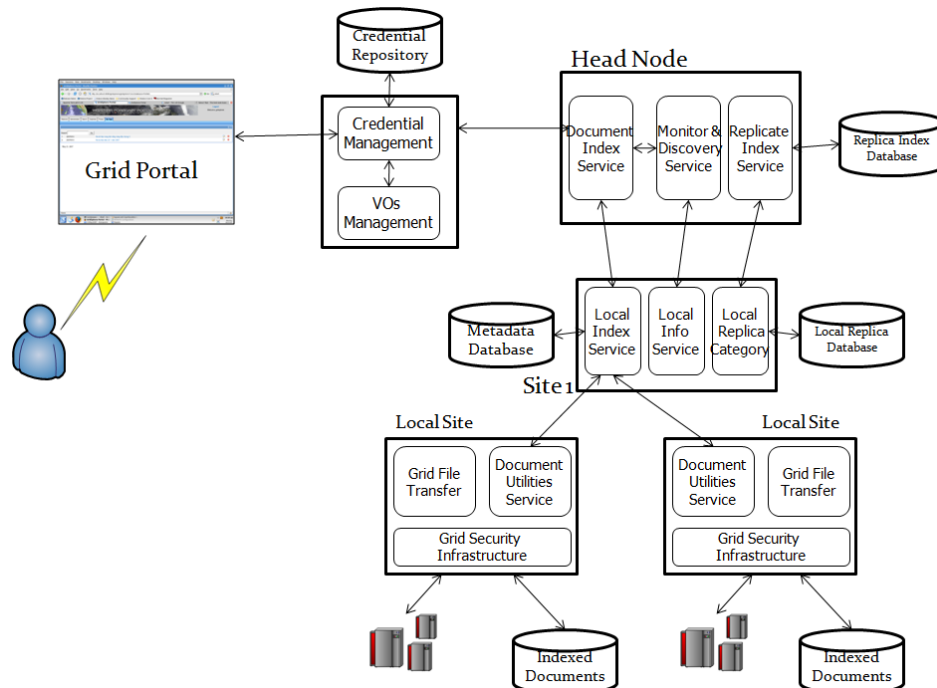 Credential
Repository
Head Node
Grid Portal
Credential
Management
VOs
Management
Document
Index
Service
Monitor &
Discovery
Service
Replicate
Index
Service
Replica Index
Database
Metadata
Database
Local
Index
Service
Local
Info
Service
Local
Replica
Category
Local Replica
Database
Site 1
Local Site
Grid File
Transfer
Document
Utilities
Service
Grid Security
Infrastructure
Indexed
Documents
Local Site
Document
Utilities
Service
Grid File
Transfer
Grid Security
Infrastructure
Indexed
Documents